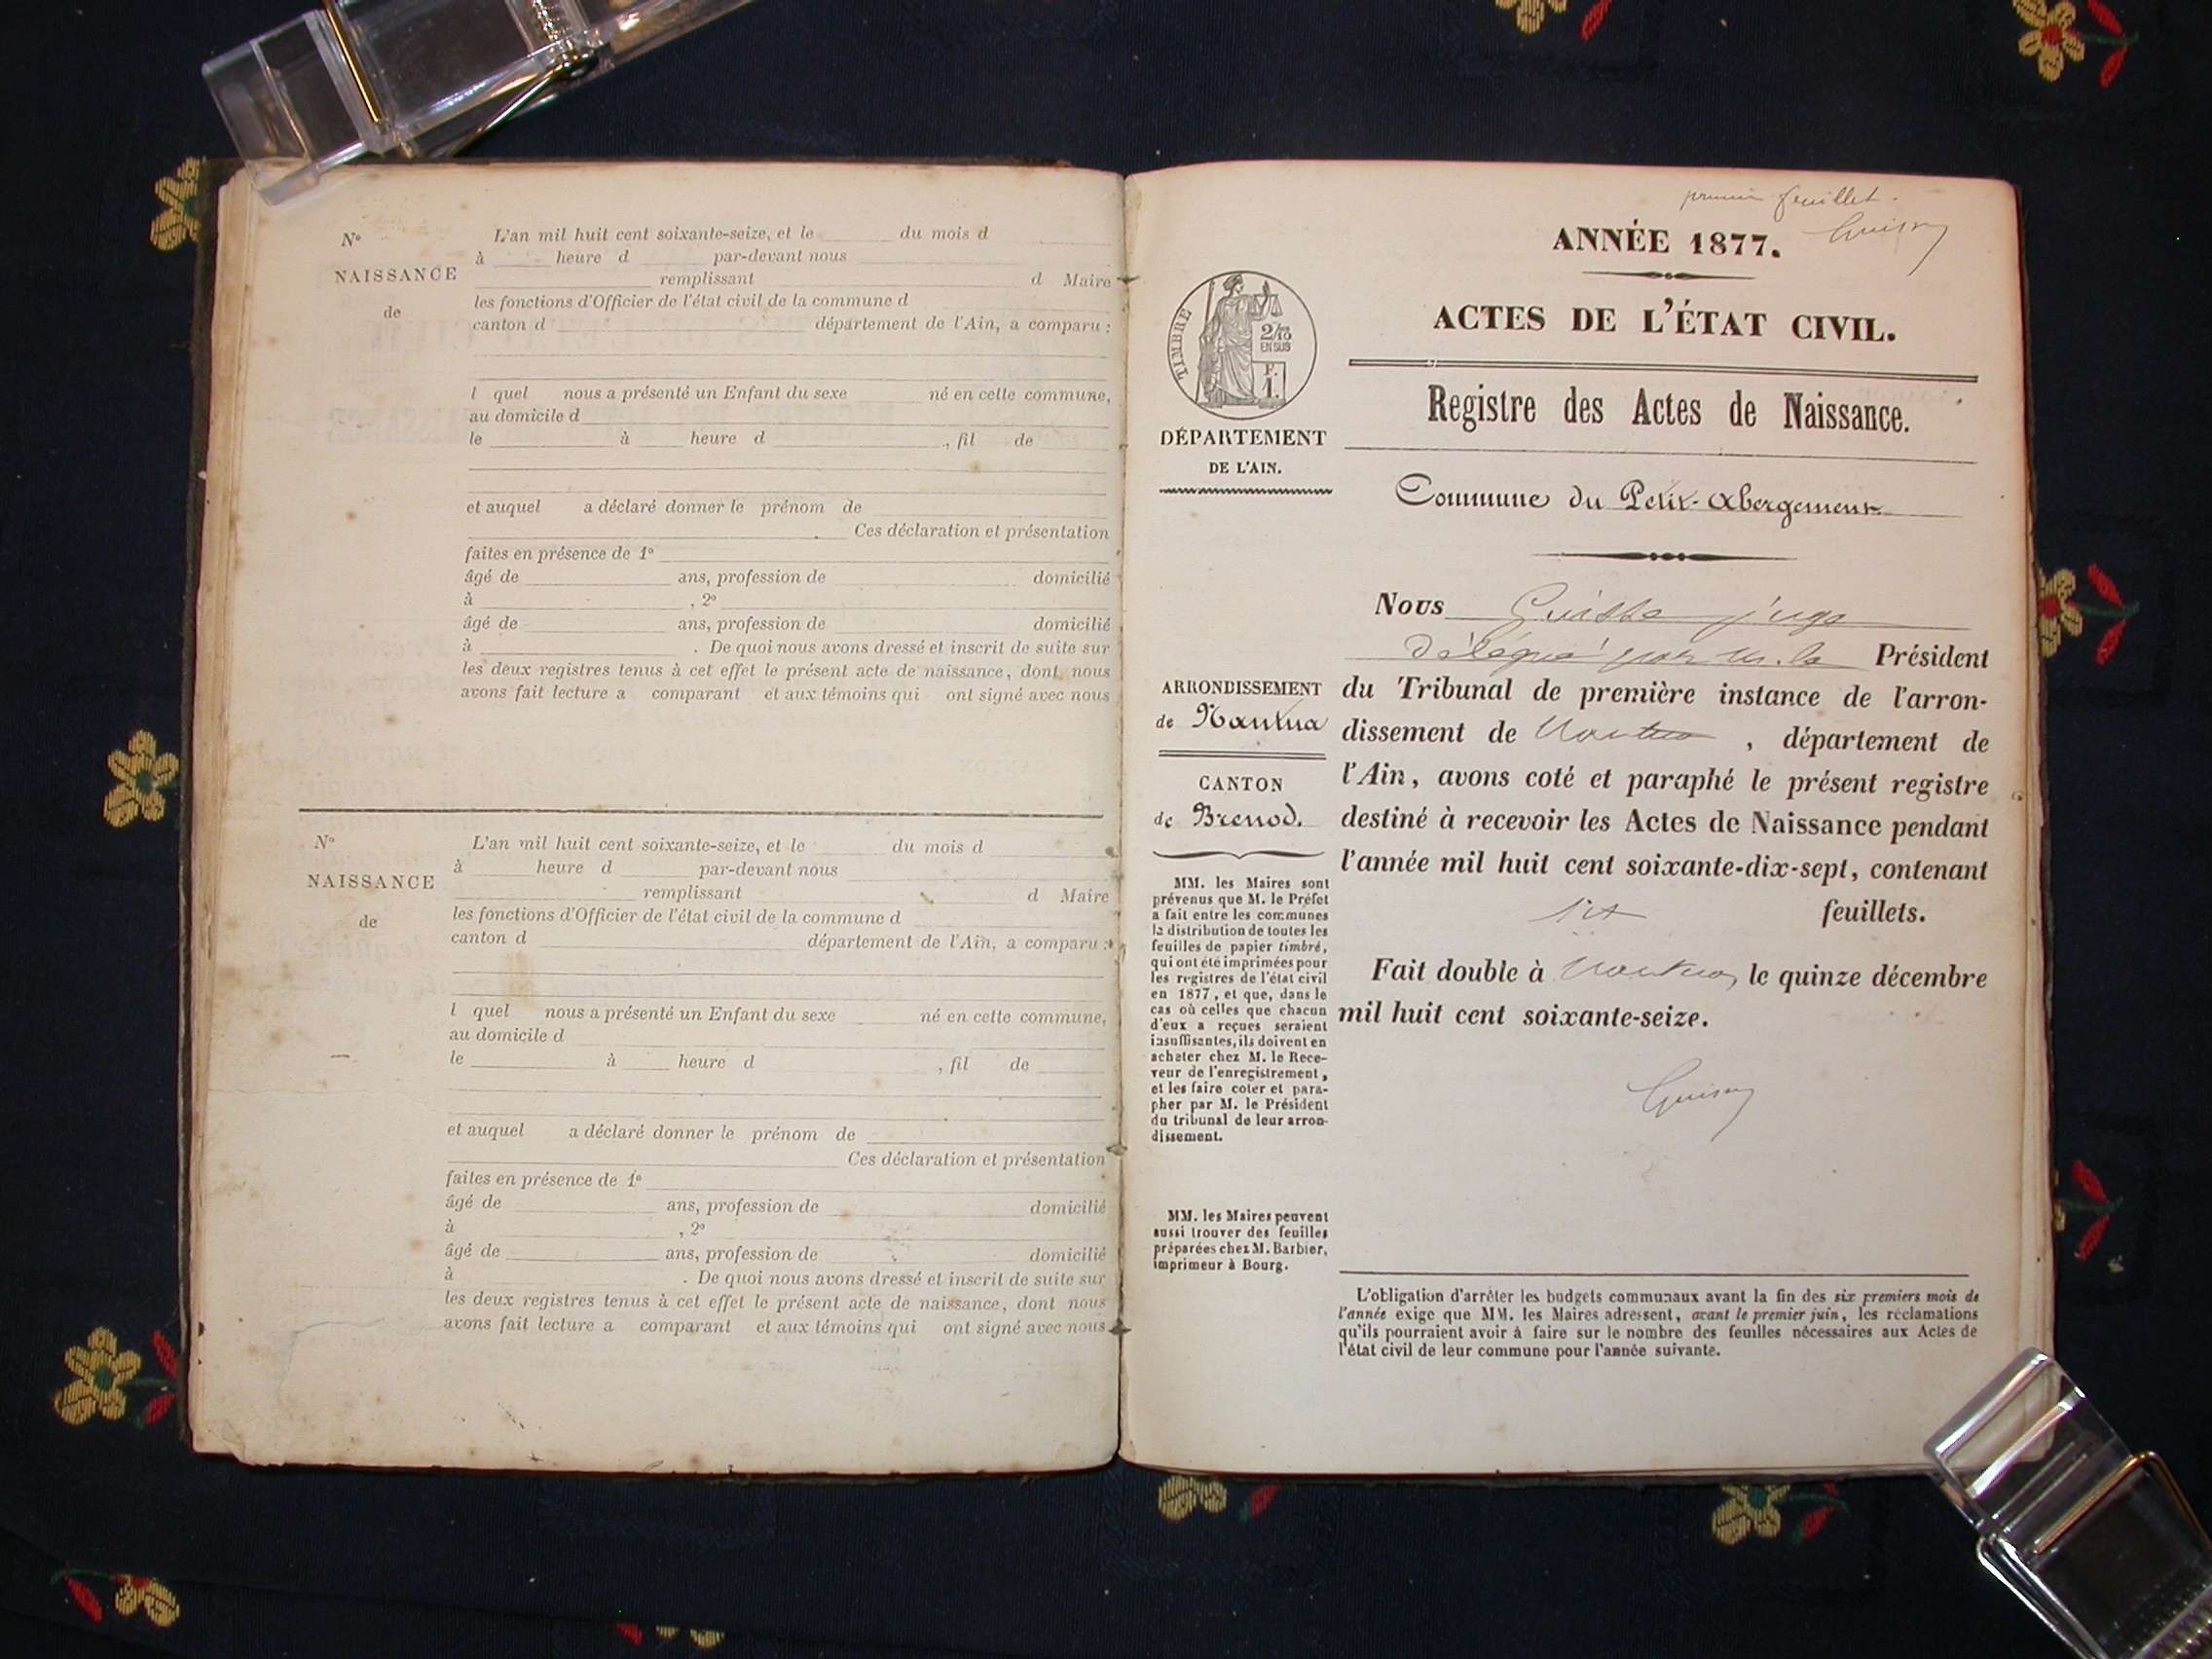 N° L'an mil huit cent soixante-seize, et le du mois d
à heure d par-devant nous
NAISSANCE remplissant d Maire
de les fonctions d'Officier de l'état civil de la commune d
canton d département de l'Ain, a comparu :
l quel nous a présenté un Enfant du sexe né en cette commune,
au domicile d
le à heure d , fil de
et auquel a déclaré donner le prénom de
Ces déclaration et présentation
faites en présence de 1°
âgé de ans, profession de domicilié
à , 2°
âgé de ans, profession de domicilié
à . De quoi nous avons dressé et inscrit de suite sur
les deux registres tenus à cet effet le présent acte de naissance, dont nous
avons fait lecture a comparant et aux témoins qui ont signé avec nous
N° L'an mil huit cent soixante-seize, et le du mois d
à heure d par-devant nous
NAISSANCE remplissant d Maire
de les fonctions d'Officier de l'état civil de la commune d
canton d département de l'Ain, a comparu :
l quel nous a présenté un Enfant du sexe né en cette commune,
au domicile d
le à heure d , fil de
et auquel a déclaré donner le prénom de
Ces déclaration et présentation
faites en présence de 1°
âgé de ans, profession de domicilié
à , 2°
âgé de ans, profession de domicilié
à . De quoi nous avons dressé et inscrit de suite sur
les deux registres tenus à cet effet le présent acte de naissance, dont nous
avons fait lecture a comparant et aux témoins qui ont signé avec nous
premier feuillet.
ANNÉE 1877.
ACTES DE L'ÉTAT CIVIL.
Registre des Actes de Naissance.
TIMBRE
2/10
EN SUS
F.
1.
DÉPARTEMENT
DE L'AIN.
Commune du Petit-Abergement
ARRONDISSEMENT
de Nantua
CANTON
de Brenod.
MM. les Maires sont
prévenus que M. le Préfet
a fait entre les communes
la distribution de toutes les
feuilles de papier timbré,
qui ont été imprimées pour
les registres de l'état civil
en 1877, et que, dans le
cas où celles que chacun
d'eux a reçues seraient
insuffisantes, ils doivent en
acheter chez M. le Rece-
veur de l'enregistrement,
et les faire coter et para-
pher par M. le Président
du tribunal de leur arron-
dissement.
MM. les Maires peuvent
aussi trouver des feuilles
préparées chez M. Barbier,
imprimeur à Bourg.
Nous juge
délégué par M. le Président
du Tribunal de première instance de l'arron-
dissement de Nantua, département de
l'Ain, avons coté et paraphé le présent registre
destiné à recevoir les Actes de Naissance pendant
l'année mil huit cent soixante-dix-sept, contenant
feuillets.
Fait double à Nantua, le quinze décembre
mil huit cent soixante-seize.
L'obligation d'arrêter les budgets communaux avant la fin des six premiers mois de
l'année exige que MM. les Maires adressent, avant le premier juin, les réclamations
qu'ils pourraient avoir à faire sur le nombre des feuilles nécessaires aux Actes de
l'état civil de leur commune pour l'année suivante.